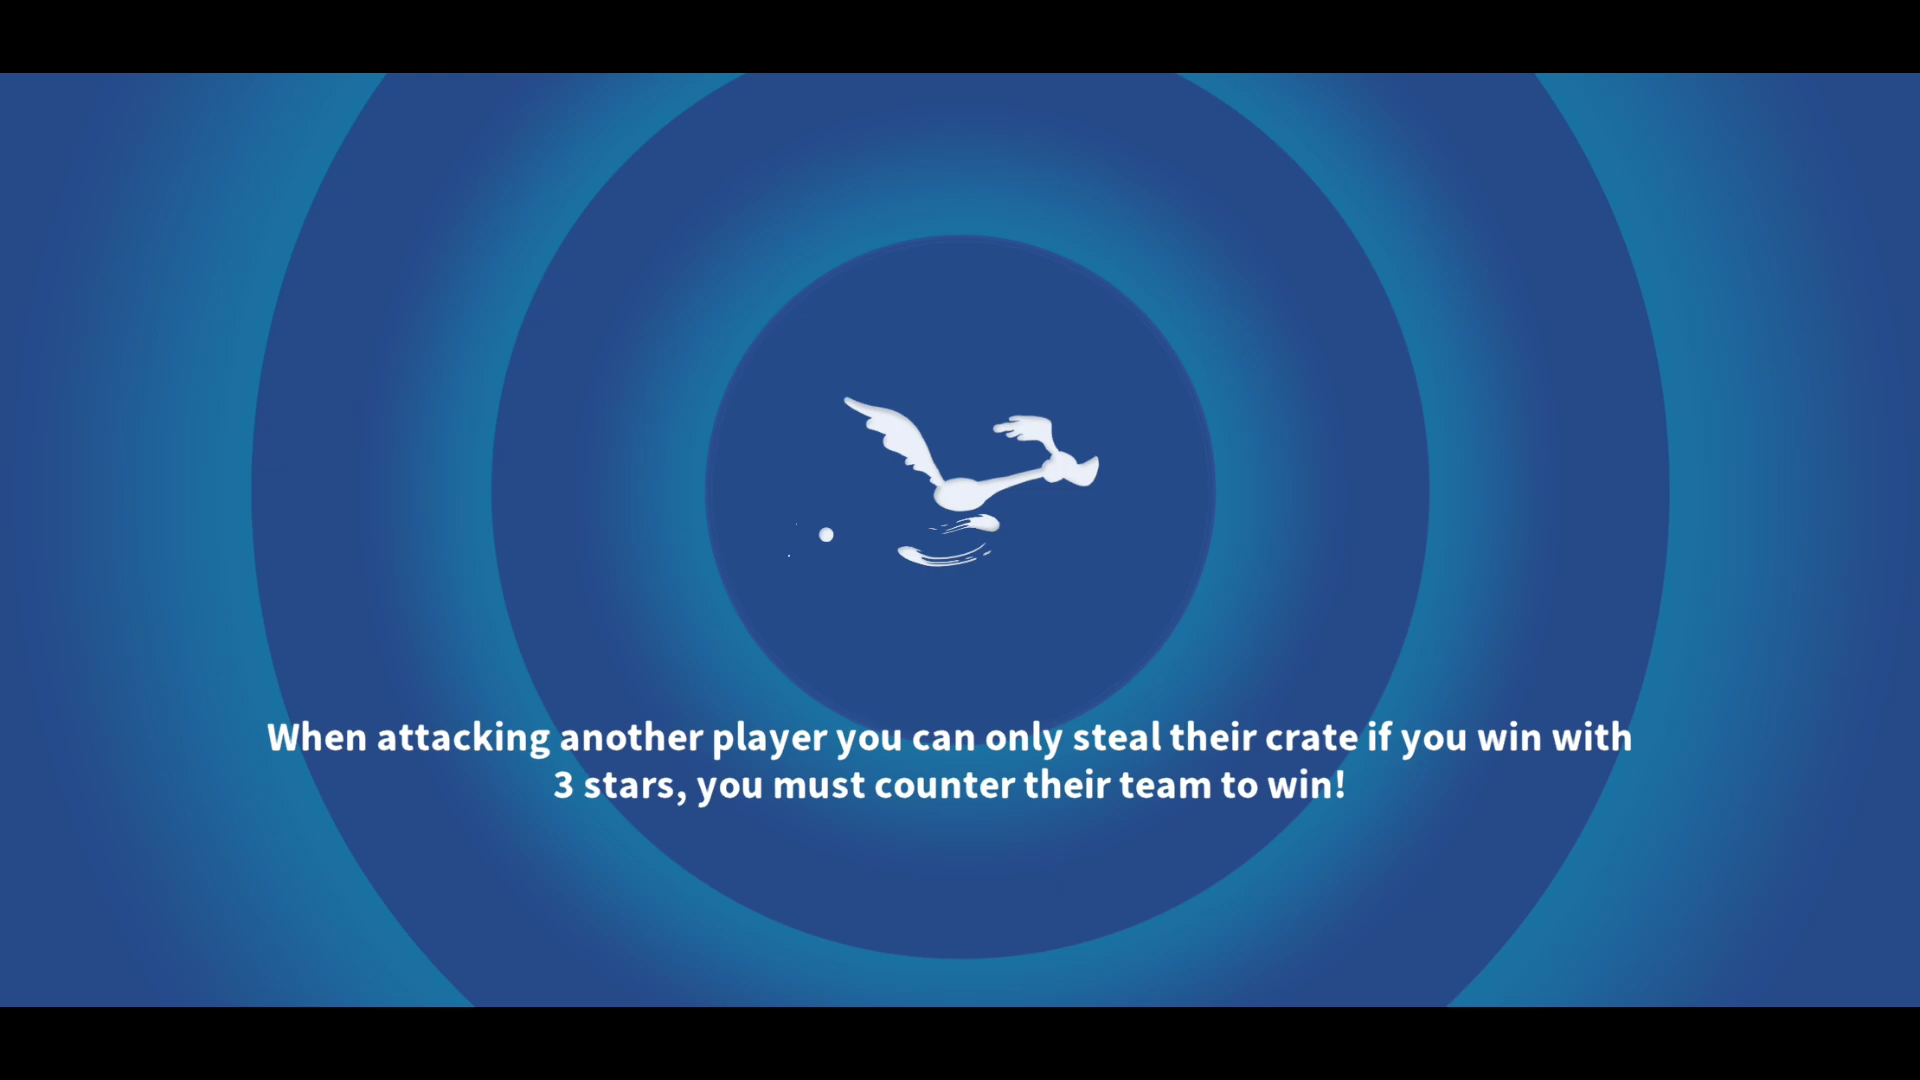 When attacking another player you can only steal their crate if you win with
3 stars, you must counter their team to win!